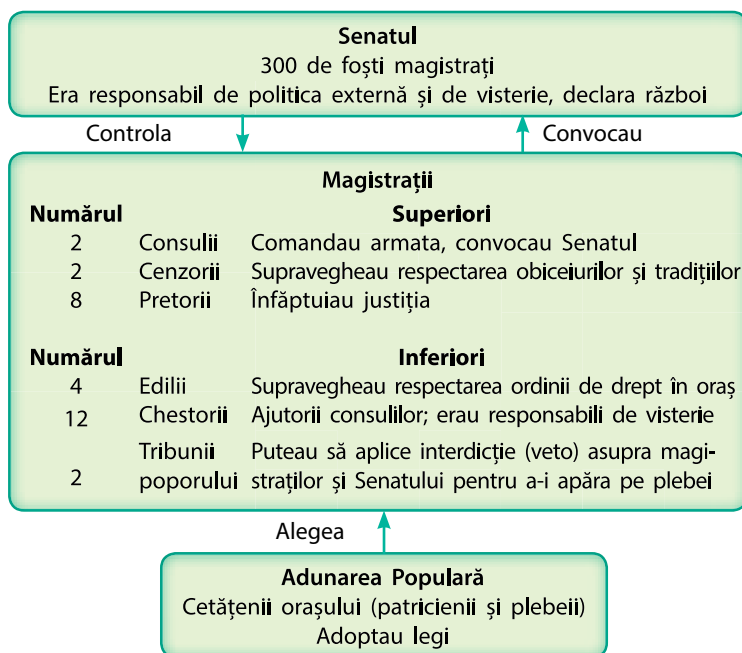 Senatul
300 de foști magistrați
Era responsabil de politica externă și de visterie, declara război
Controla Convocau
Magistrații
Numărul Superiori
2 Consulii Comandau armata, convocau Senatul
2 Cenzorii Supravegheau respectarea obiceiurilor și tradițiilor
8 Pretorii Înfăptuiau justiția
Numărul Inferiori
4 Edilii Supravegheau respectarea ordinii de drept în oraș
12 Chestorii Ajutorii consulilor; erau responsabili de visterie
Tribunii Puteau să aplice interdicție (veto) asupra magi-
2 poporului straților și Senatului pentru a-i apăra pe plebei
Alegea
Adunarea Populară
Cetățenii orașului (patricienii și plebeii)
Adoptau legi